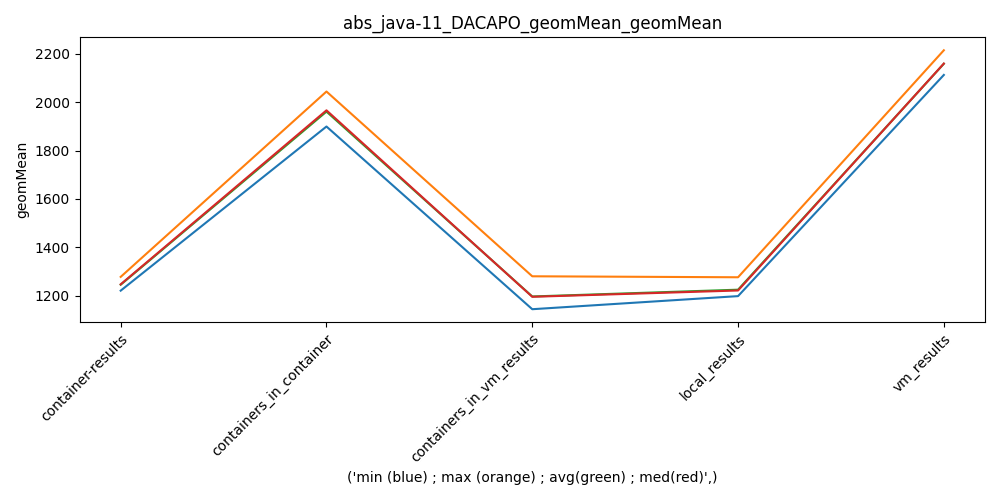 abs_java-11_DACAPO_geomMean_geomMean
geomMean
2200
2000
1800
1600
1400
1200
container-results
containers_in_container
containers_in_vm_results
local_results
vm_results
('min (blue) ; max (orange) ; avg(green) ; med(red)',)